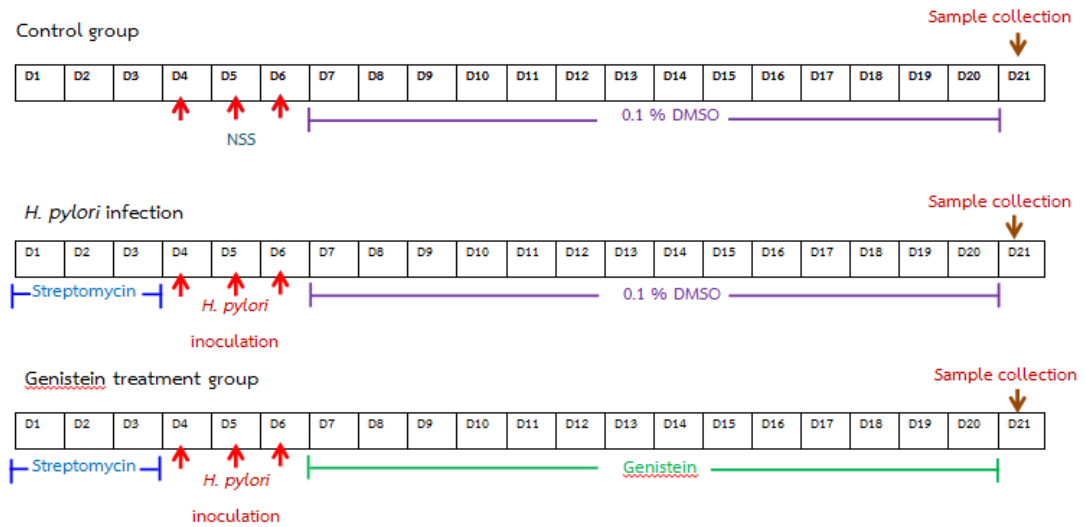 Sample collection
Control group
D1 D2 D3 D4 D5 D6 D7 D8 D9 D10 D11 D12 D13 D14 D15 D16 D17 D18 D19 D20 D21
0.1 % DMSO
NSS
Sample collection
H. pylori infection
D1 D2 D3 D4 D5 D6 D7 D8 D9 D10 D11 D12 D13 D14 D15 D16 D17 D18 D19 D20 D21
Streptomycin H. pylori 0.1 % DMSO
inoculation
Sample collection
Genistein treatment group
D1 D2 D3 D4 D5 D6 D7 D8 D9 D10 D11 D12 D13 D14 D15 D16 D17 D18 D19 D20 D21
Streptomycin H. pylori Genistein
inoculation